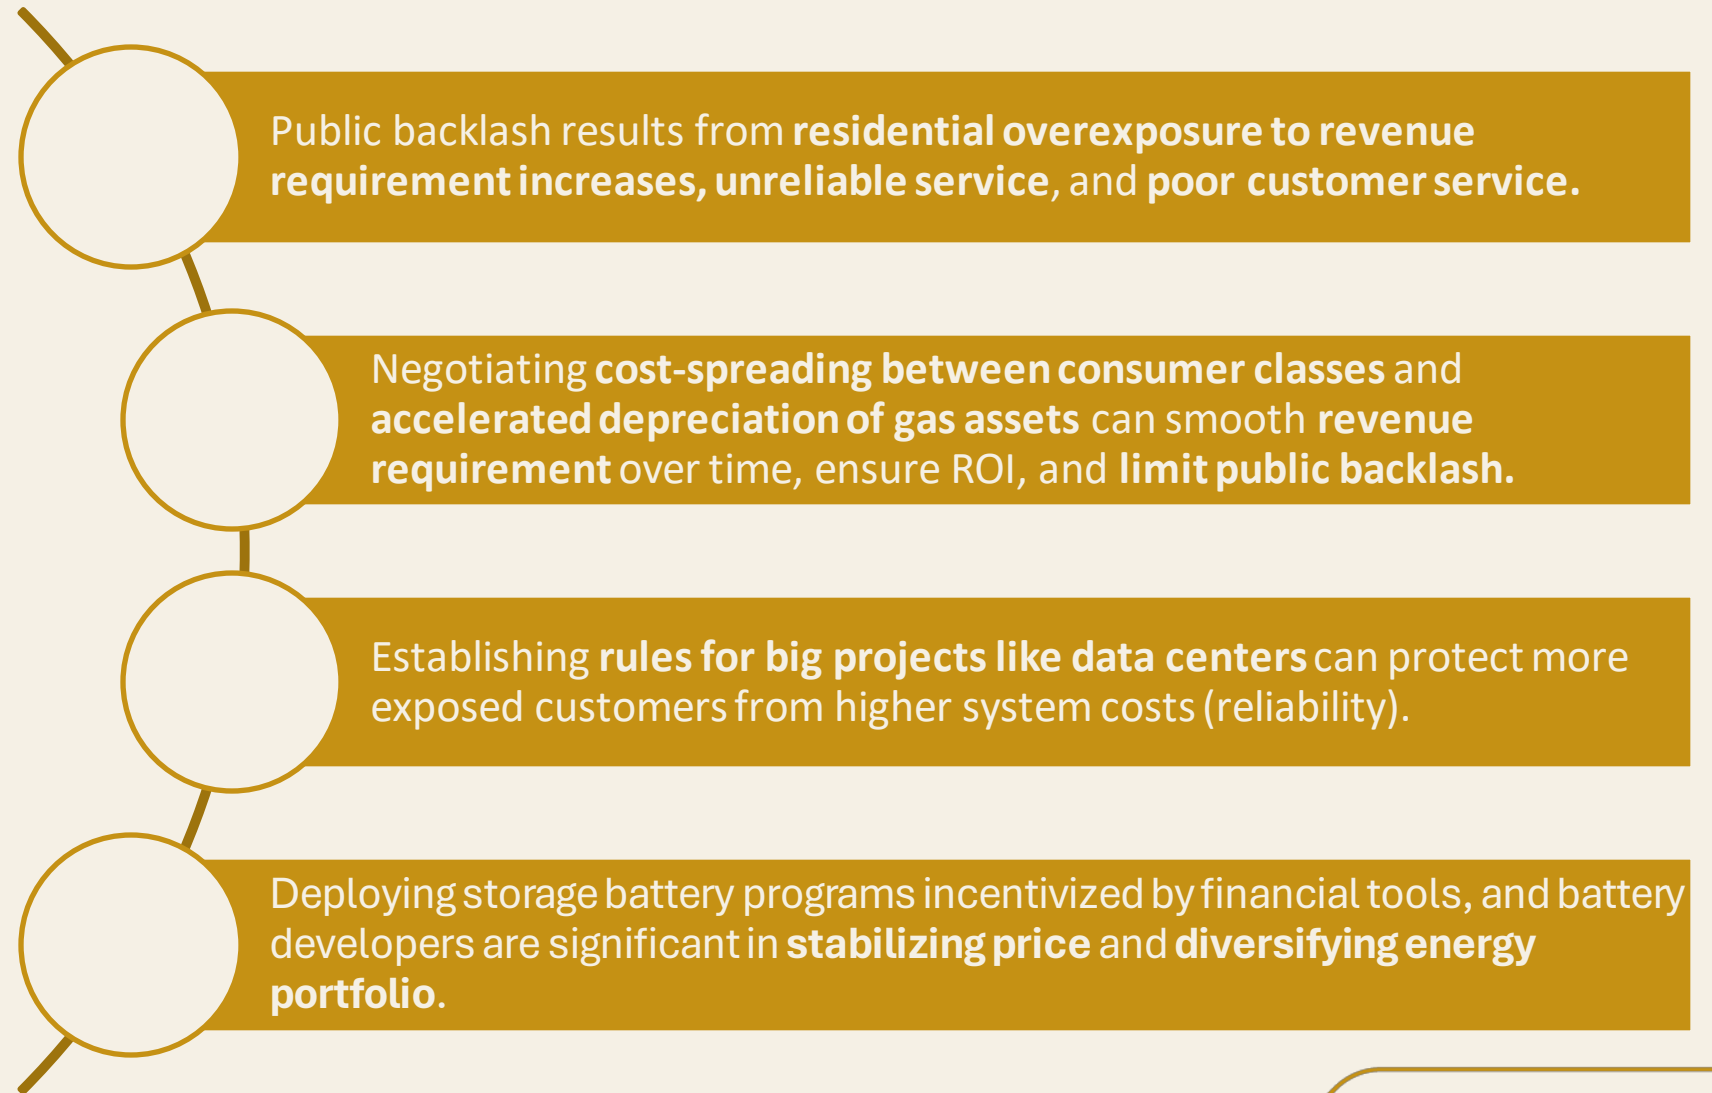 Public backlash results from residential overexposure to revenue
requirement increases, unreliable service, and poor customer service.
Negotiating cost-spreading between consumer classes and
accelerated depreciation of gas assets can smooth revenue
requirement over time, ensure ROI, and limit public backlash.
Establishing rules for big projects like data centers can protect more
exposed customers from higher system costs (reliability).
Deploying storage battery programs incentivized by financial tools, and battery
developers are significant in stabilizing price and diversifying energy
portfolio.